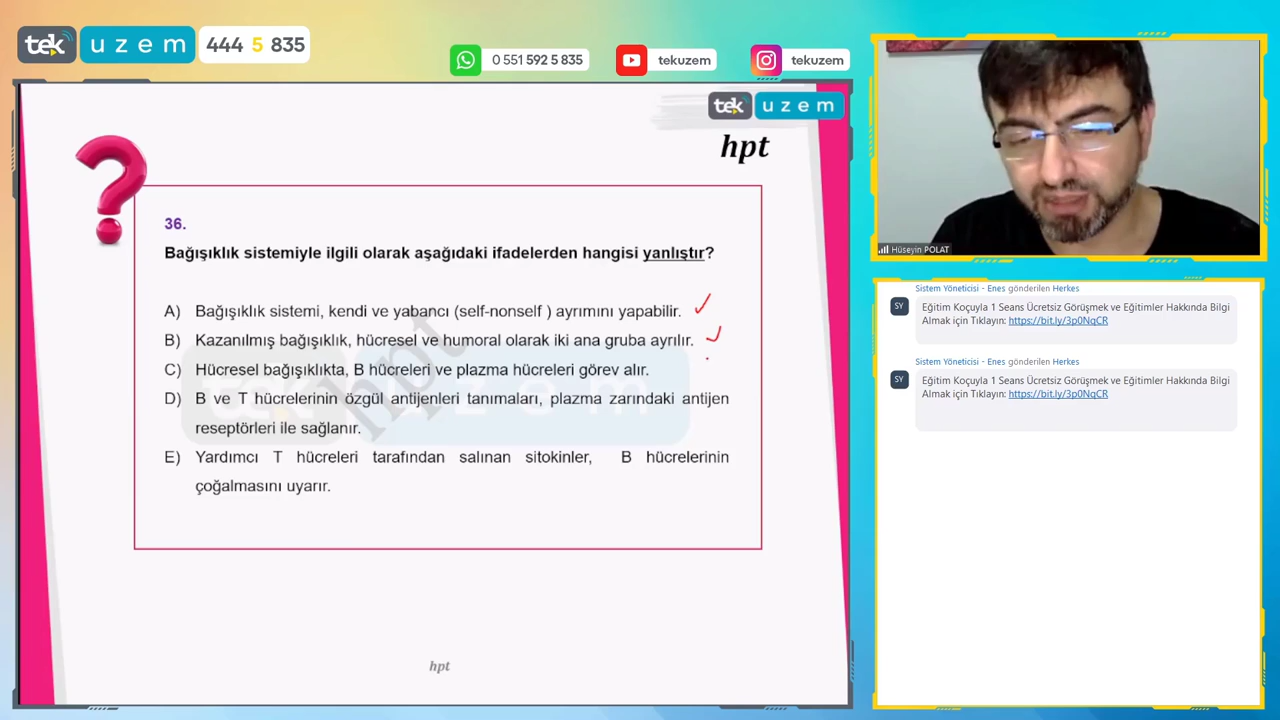 tek uzem 444 5 835
0 551 592 5 835
tekuzem
tekuzem
tek uzem
hpt
36.
Bağışıklık sistemiyle ilgili olarak aşağıdaki ifadelerden hangisi yanlıştır?
A) Bağışıklık sistemi, kendi ve yabancı (self-nonself ) ayrımını yapabilir.
B) Kazanılmış bağışıklık, hücresel ve humoral olarak iki ana gruba ayrılır.
C) Hücresel bağışıklıkta, B hücreleri ve plazma hücreleri görev alır.
D) B ve T hücrelerinin özgül antijenleri tanımaları, plazma zarındaki antijen
reseptörleri ile sağlanır.
E) Yardımcı T hücreleri tarafından salınan sitokinler, B hücrelerinin
çoğalmasını uyarır.
hpt
tek uzem
hpt
Hüseyin POLAT
Sistem Yöneticisi - Enes gönderilen Herkes
SY
Eğitim Koçuyla 1 Seans Ücretsiz Görüşmek ve Eğitimler Hakkında Bilgi
Almak için Tıklayın: https://bit.ly/3p0NqCR
Sistem Yöneticisi - Enes gönderilen Herkes
SY
Eğitim Koçuyla 1 Seans Ücretsiz Görüşmek ve Eğitimler Hakkında Bilgi
Almak için Tıklayın: https://bit.ly/3p0NqCR